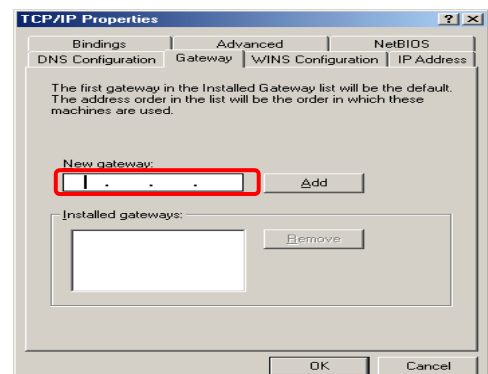 TCP/IP Properties
Bindings Advanced NetBIOS
DNS Configuration Gateway WINS Configuration IP Address
The first gateway in the Installed Gateway list will be the default.
The address order in the list will be the order in which these
machines are used.
New gateway:
. . .
Add
Installed gateways:
Remove
OK Cancel